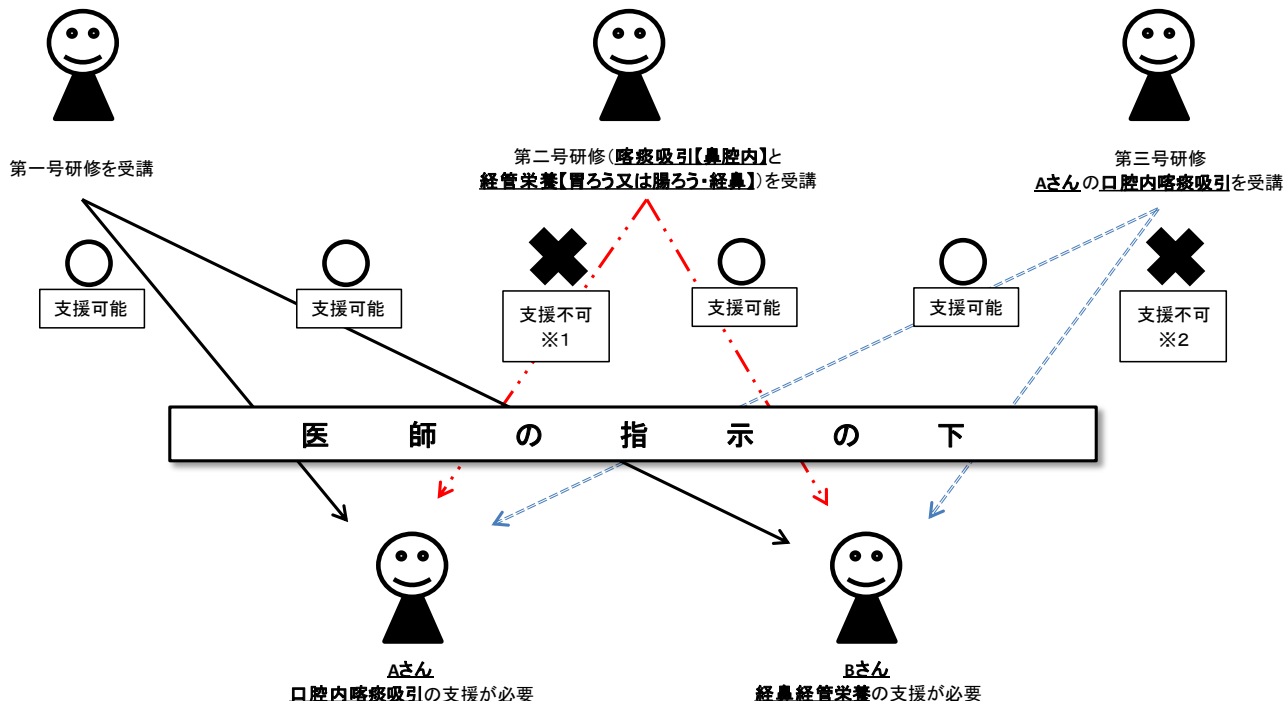 第一号研修を受講
第二号研修(喀痰吸引【鼻腔内】と
経管栄養【胃ろう又は腸ろう・経鼻】)を受講
第三号研修
Aさんの口腔内喀痰吸引を受講
支援可能
支援可能
支援不可
※1
支援可能
支援可能
支援不可
※2
医師の指示の下
Aさん
口腔内喀痰吸引の支援が必要
Bさん
経鼻経管栄養の支援が必要